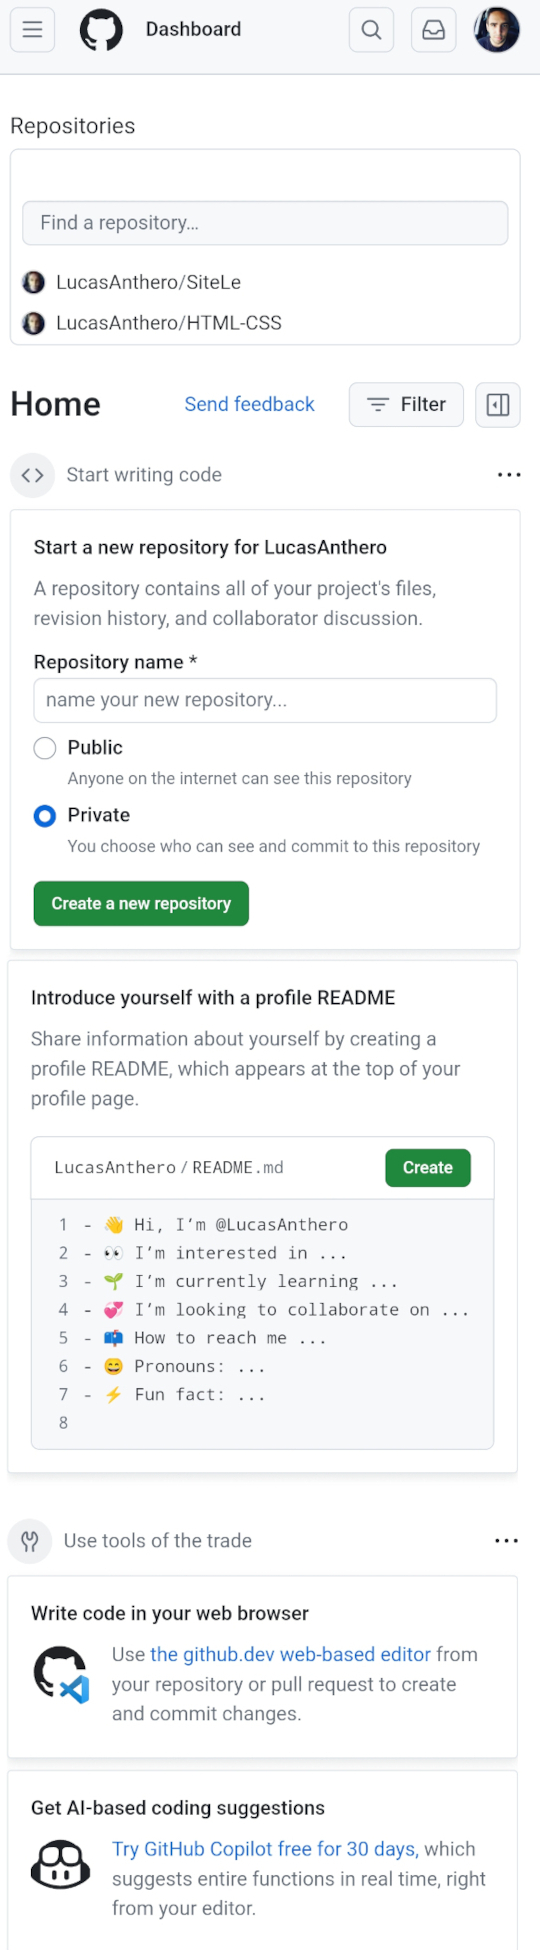 Dashboard
Repositories
Find a repository…
LucasAnthero/SiteLe
LucasAnthero/HTML-CSS
Home
Send feedback
Filter
Start writing code
Start a new repository for LucasAnthero
A repository contains all of your project's files,
revision history, and collaborator discussion.
Repository name *
name your new repository...
Public
Anyone on the internet can see this repository
Private
You choose who can see and commit to this repository
Create a new repository
Introduce yourself with a profile README
Share information about yourself by creating a
profile README, which appears at the top of your
profile page.
LucasAnthero / README.md
Create
1 - 👋 Hi, I’m @LucasAnthero
2 - 👀 I’m interested in ...
3 - 🌱 I’m currently learning ...
4 - 💞️ I’m looking to collaborate on ...
5 - 📫 How to reach me ...
6 - 😄 Pronouns: ...
7 - ⚡ Fun fact: ...
8
Use tools of the trade
Write code in your web browser
Use the github.dev web-based editor from
your repository or pull request to create
and commit changes.
Get AI-based coding suggestions
Try GitHub Copilot free for 30 days, which
suggests entire functions in real time, right
from your editor.